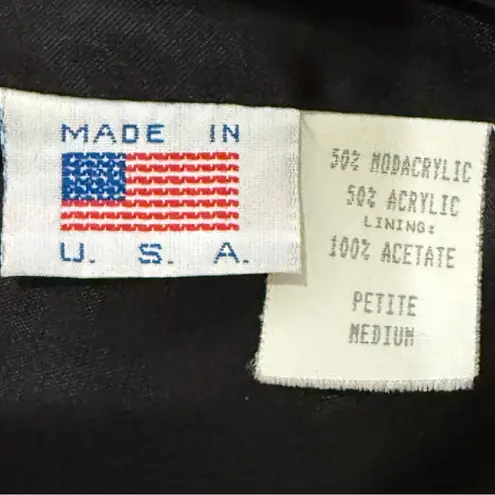 MADE IN
U. S. A.
50% MODACRYLIC
50% ACRYLIC
LINING:
100% ACETATE
PETITE
MEDIUM